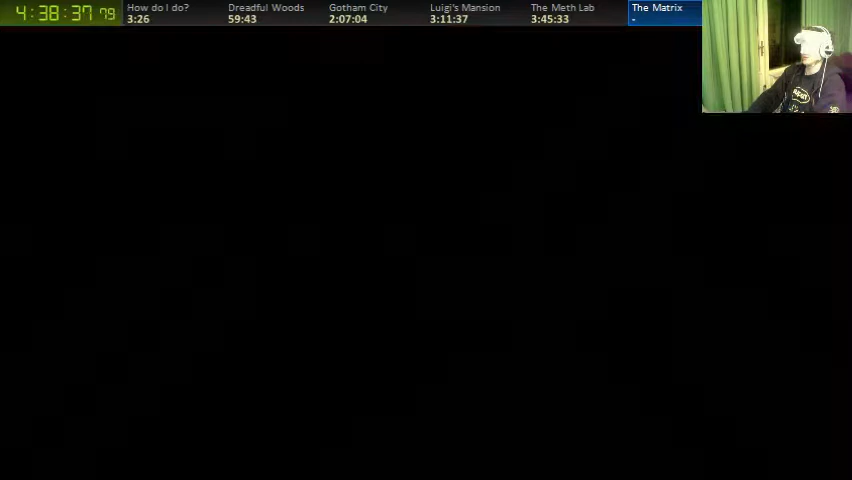 4:38:37 79
How do I do? Dreadful Woods Gotham City Luigi's Mansion The Meth Lab The Matrix
3:26 59:43 2:07:04 3:11:37 3:45:33 -